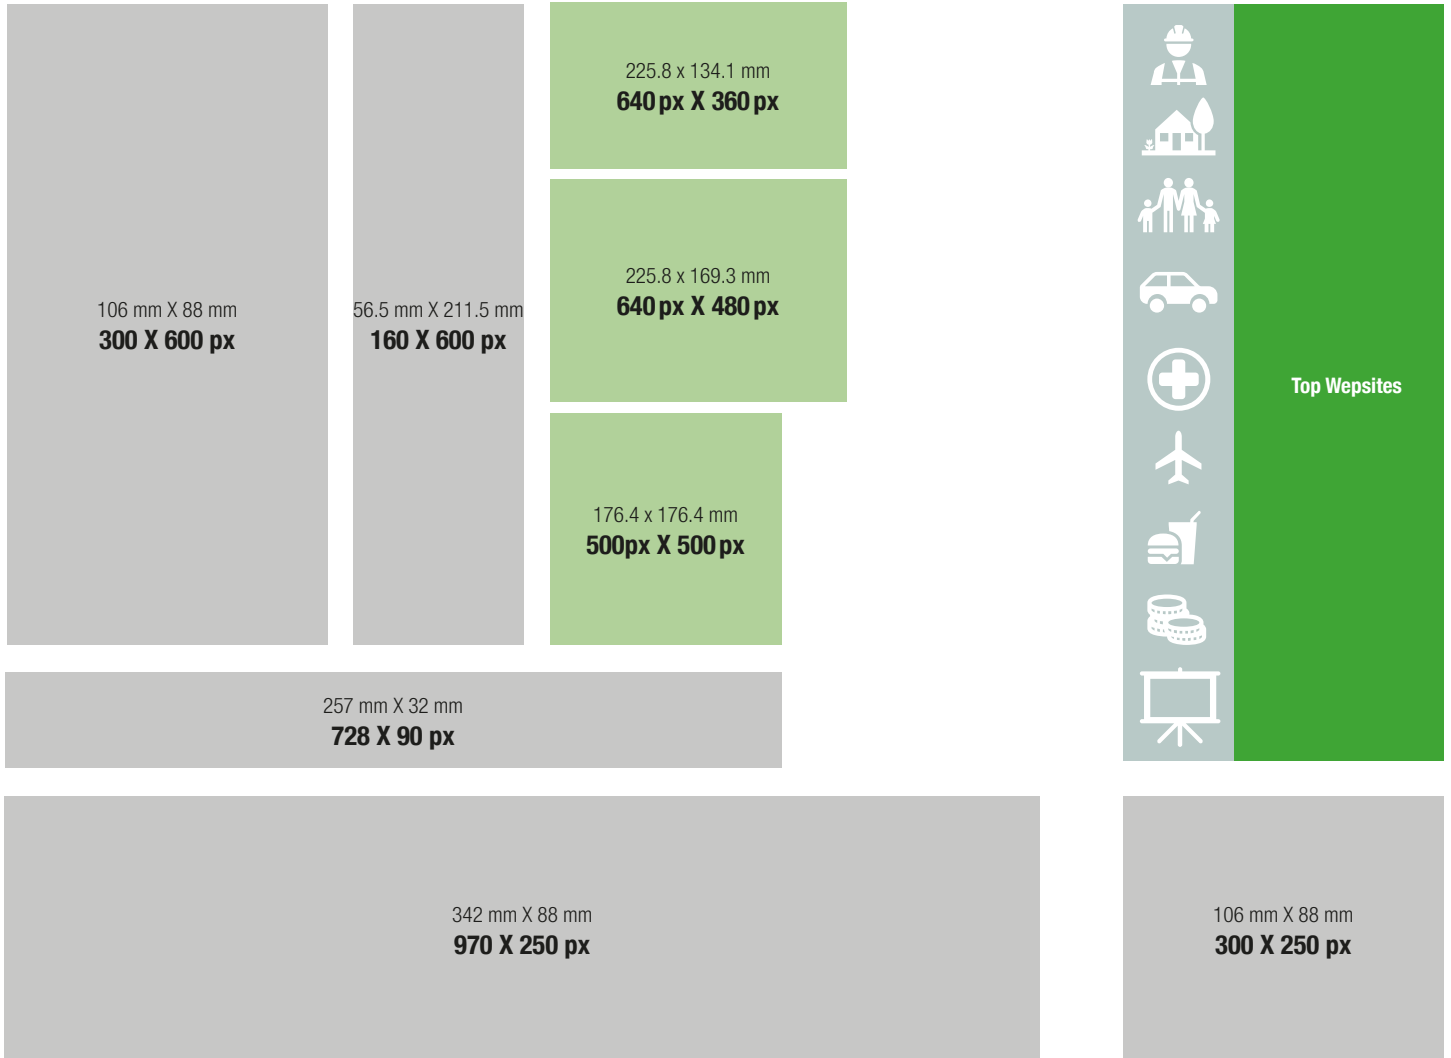 106 mm X 88 mm
300 X 600 px
56.5 mm X 211.5 mm
160 X 600 px
225.8 x 134.1 mm
640 px X 360 px
225.8 x 169.3 mm
640 px X 480 px
176.4 x 176.4 mm
500px X 500 px
Top Wepsites
257 mm X 32 mm
728 X 90 px
342 mm X 88 mm
970 X 250 px
106 mm X 88 mm
300 X 250 px